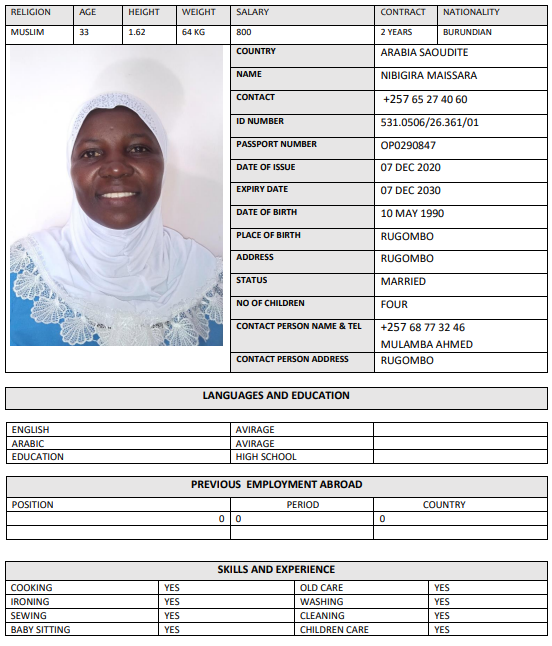 RELIGION AGE HEIGHT WEIGHT SALARY CONTRACT NATIONALITY
MUSLIM 33 1.62 64 KG 800 2 YEARS BURUNDIAN
COUNTRY ARABIA SAOUDITE
NAME NIBIGIRA MAISSARA
CONTACT +257 65 27 40 60
ID NUMBER 531.0506/26.361/01
PASSPORT NUMBER OP0290847
DATE OF ISSUE 07 DEC 2020
EXPIRY DATE 07 DEC 2030
DATE OF BIRTH 10 MAY 1990
PLACE OF BIRTH RUGOMBO
ADDRESS RUGOMBO
STATUS MARRIED
NO OF CHILDREN FOUR
CONTACT PERSON NAME & TEL +257 68 77 32 46
MULAMBA AHMED
CONTACT PERSON ADDRESS RUGOMBO
LANGUAGES AND EDUCATION
ENGLISH AVIRAGE
ARABIC AVIRAGE
EDUCATION HIGH SCHOOL
PREVIOUS EMPLOYMENT ABROAD
POSITION PERIOD COUNTRY
0 0 0
SKILLS AND EXPERIENCE
COOKING YES OLD CARE YES
IRONING YES WASHING YES
SEWING YES CLEANING YES
BABY SITTING YES CHILDREN CARE YES